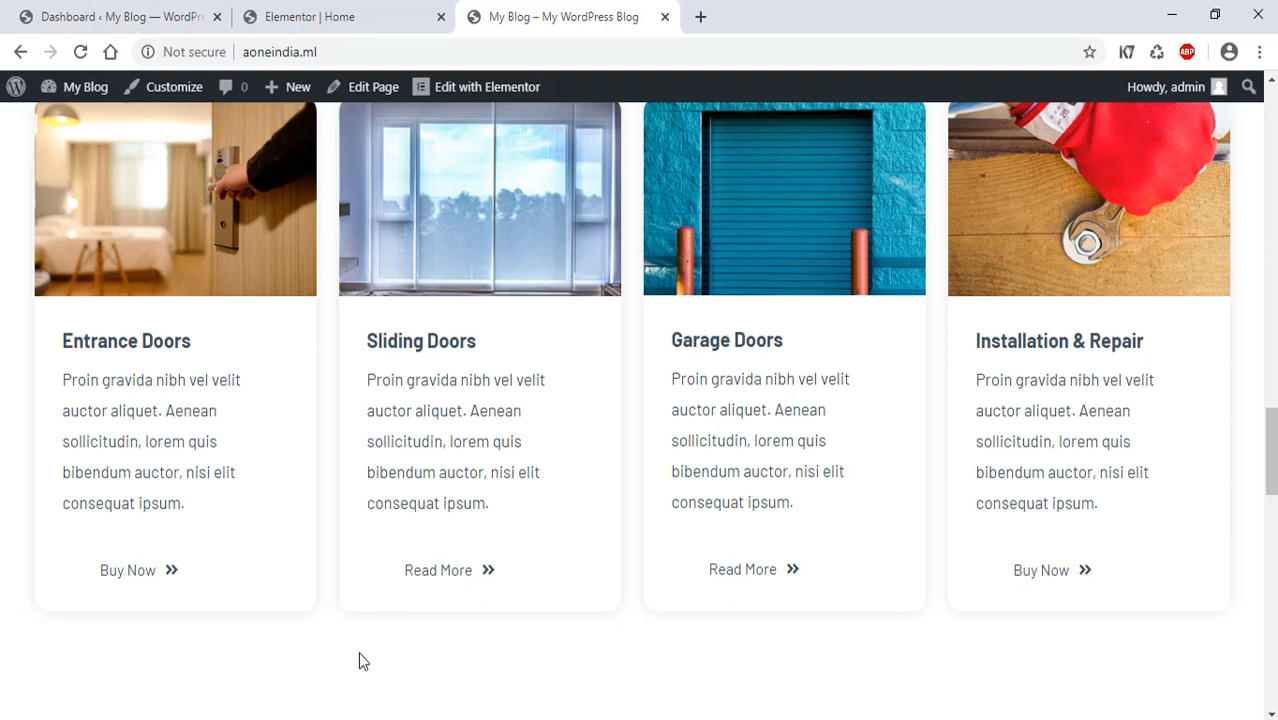 Dashboard ‹ My Blog — WordPre
Elementor | Home
My Blog – My WordPress Blog
Not secure
aoneindia.ml
K7
ABP
My Blog
Customize
0
New
Edit Page
Edit with Elementor
Howdy, admin
Entrance Doors
Proin gravida nibh vel velit
auctor aliquet. Aenean
sollicitudin, lorem quis
bibendum auctor, nisi elit
consequat ipsum.
Buy Now »
Sliding Doors
Proin gravida nibh vel velit
auctor aliquet. Aenean
sollicitudin, lorem quis
bibendum auctor, nisi elit
consequat ipsum.
Read More »
Garage Doors
Proin gravida nibh vel velit
auctor aliquet. Aenean
sollicitudin, lorem quis
bibendum auctor, nisi elit
consequat ipsum.
Read More »
Installation & Repair
Proin gravida nibh vel velit
auctor aliquet. Aenean
sollicitudin, lorem quis
bibendum auctor, nisi elit
consequat ipsum.
Buy Now »